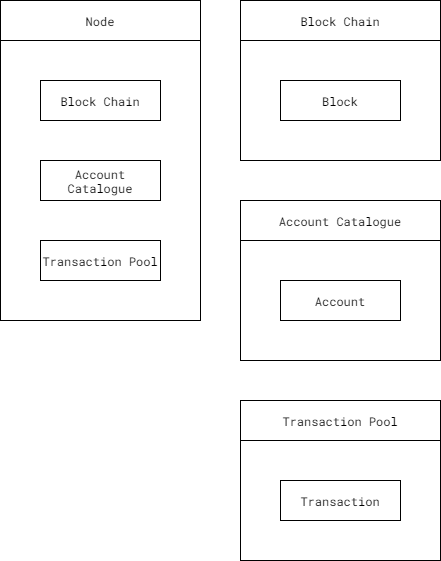 Node
Block Chain
Account
Catalogue
Transaction Pool
Block Chain
Block
Account Catalogue
Account
Transaction Pool
Transaction